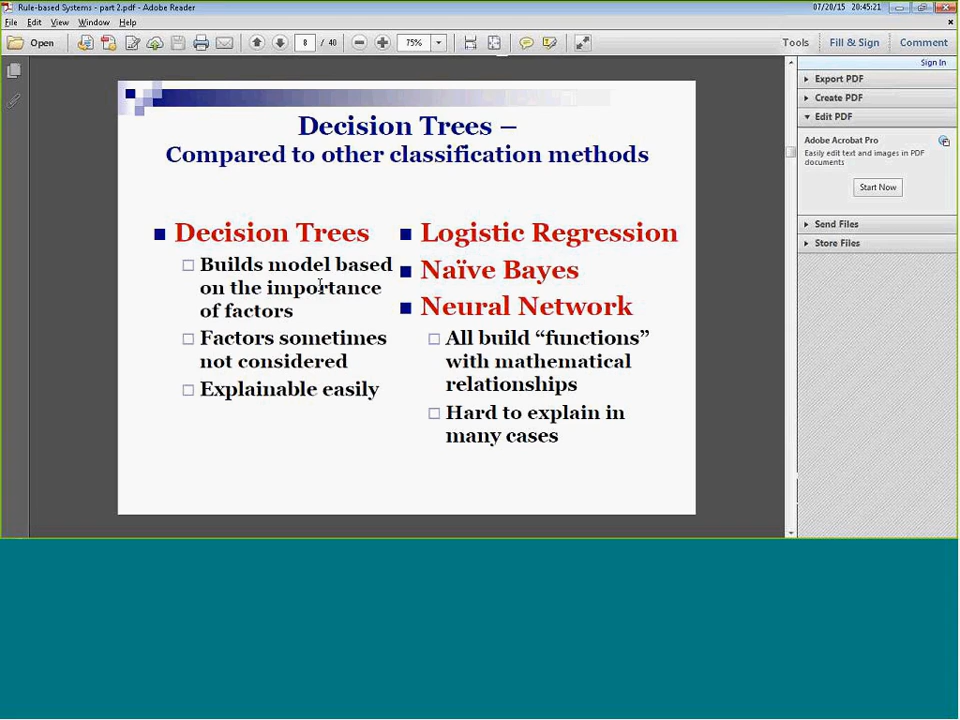 Rule-based Systems - part 2.pdf - Adobe Reader
07/20/15 20:45:21
File Edit View Window Help
Open
8 / 40
75%
Tools
Fill & Sign
Comment
Sign In
Export PDF
Create PDF
Edit PDF
Adobe Acrobat Pro
Easily edit text and images in PDF
documents
Start Now
Send Files
Store Files
Decision Trees –
Compared to other classification methods
Decision Trees
Builds model based
on the importance
of factors
Factors sometimes
not considered
Explainable easily
Logistic Regression
Naïve Bayes
Neural Network
All build “functions”
with mathematical
relationships
Hard to explain in
many cases